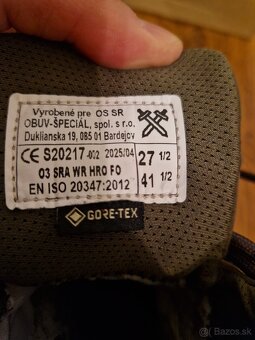 Vyrobené pre OS SR
OBUV-ŠPECIÁL, spol. s r.o.
Duklianska 19, 085 01 Bardejov
CE S20217-002 2025/04
O3 SRA WR HRO FO
EN ISO 20347:2012
27 1/2
41 1/2
GORE-TEX
bazos.sk